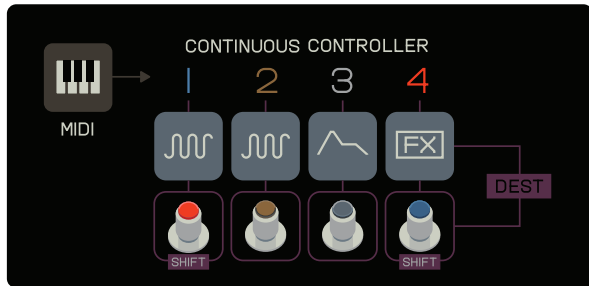 CONTINUOUS CONTROLLER
1 2 3 4
MIDI
FX
DEST
SHIFT SHIFT